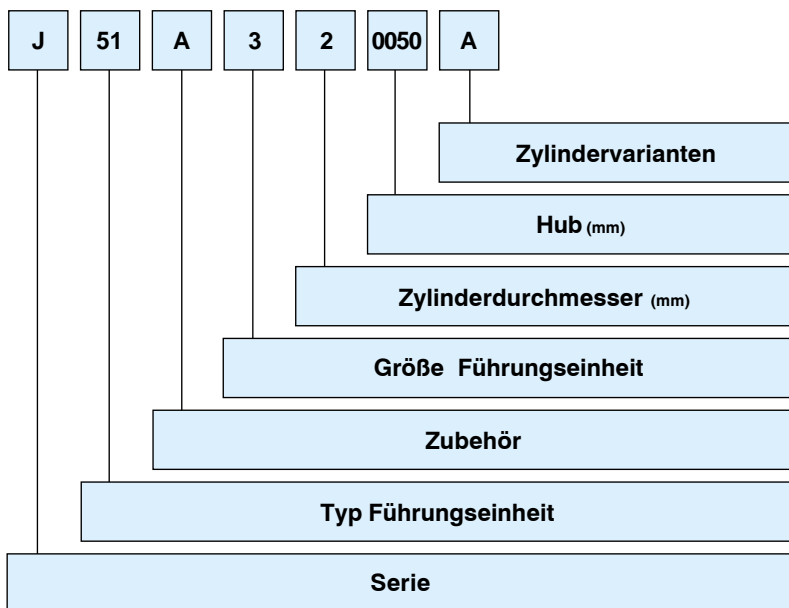 J 51 A 3 2 0050 A
Zylindervarianten
Hub (mm)
Zylinderdurchmesser (mm)
Größe Führungseinheit
Zubehör
Typ Führungseinheit
Serie